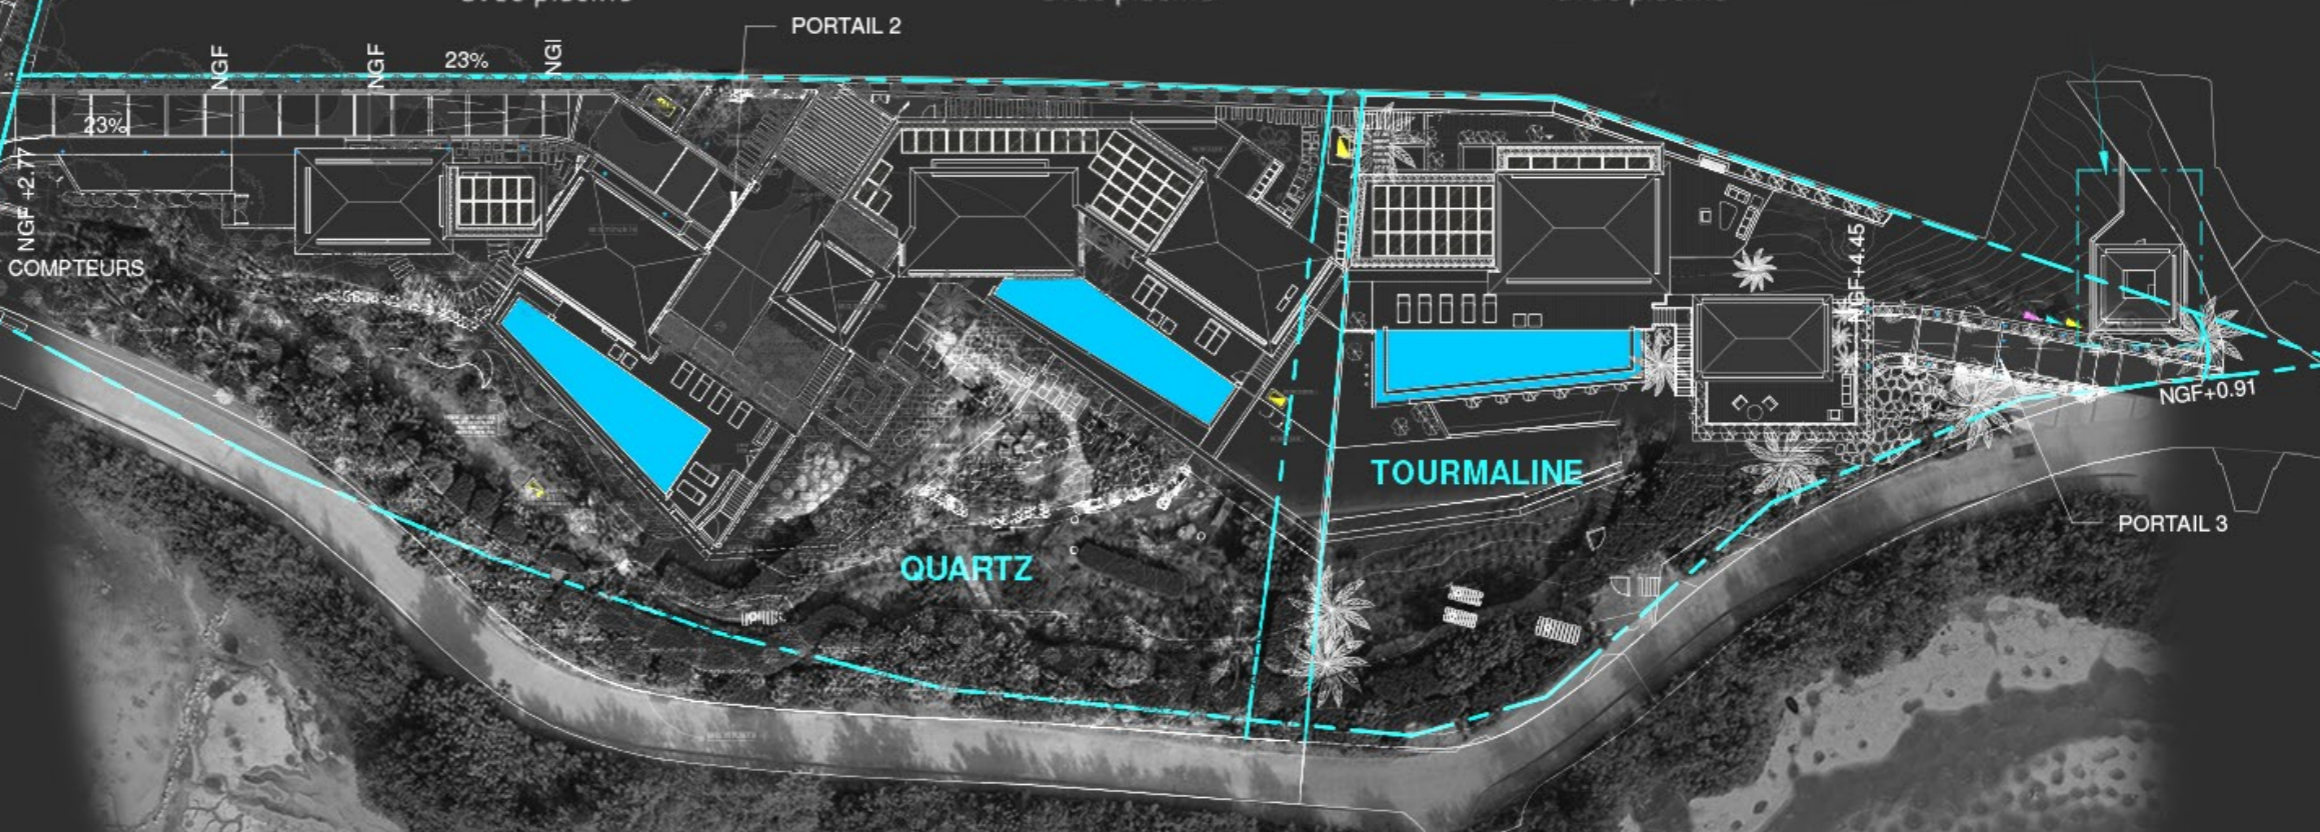 PORTAIL 2
NGF
NGF
23%
NGF
23%
NGF +2.77
COMPTEURS
NGF+4.45
NGF+0.91
TOURMALINE
PORTAIL 3
QUARTZ